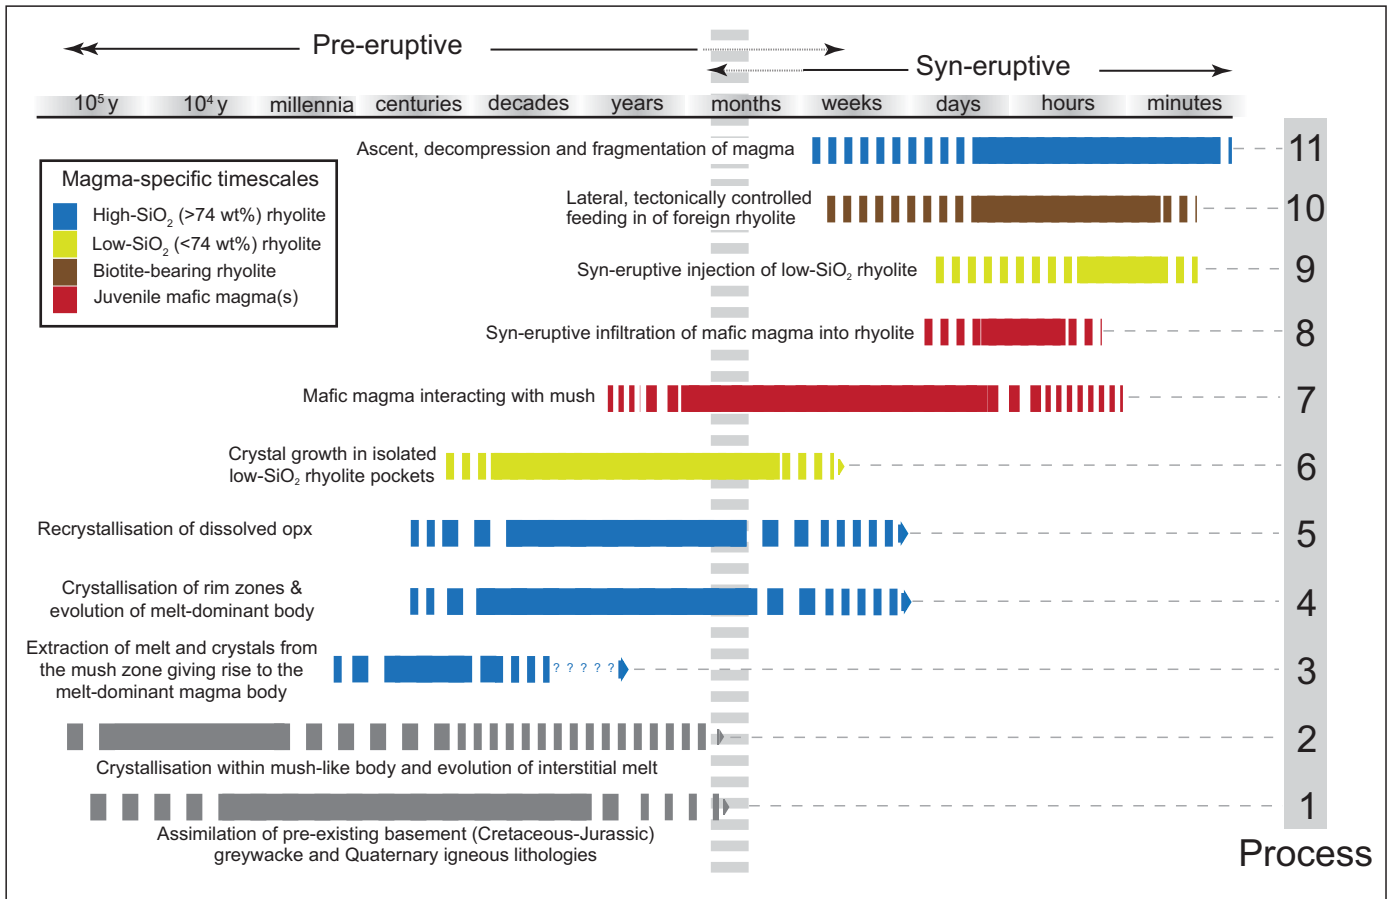 Pre-eruptive
Syn-eruptive
10⁵ y 10⁴ y millennia centuries decades years months weeks days hours minutes
Magma-specific timescales
High-SiO₂ (>74 wt%) rhyolite
Low-SiO₂ (<74 wt%) rhyolite
Biotite-bearing rhyolite
Juvenile mafic magma(s)
Ascent, decompression and fragmentation of magma
11
Lateral, tectonically controlled
feeding in of foreign rhyolite
10
Syn-eruptive injection of low-SiO₂ rhyolite
9
Syn-eruptive infiltration of mafic magma into rhyolite
8
Mafic magma interacting with mush
7
Crystal growth in isolated
low-SiO₂ rhyolite pockets
6
Recrystallisation of dissolved opx
5
Crystallisation of rim zones &
evolution of melt-dominant body
4
Extraction of melt and crystals from
the mush zone giving rise to the
melt-dominant magma body
? ? ? ? ?
3
2
Crystallisation within mush-like body and evolution of interstitial melt
1
Assimilation of pre-existing basement (Cretaceous-Jurassic)
greywacke and Quaternary igneous lithologies
Process